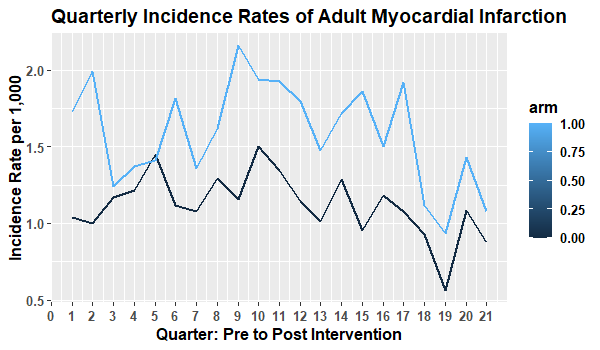 Quarterly Incidence Rates of Adult Myocardial Infarction
Incidence Rate per 1,000
2.0
1.5
1.0
0.5
0 1 2 3 4 5 6 7 8 9 10 11 12 13 14 15 16 17 18 19 20 21
Quarter: Pre to Post Intervention
arm
1.00
0.75
0.50
0.25
0.00